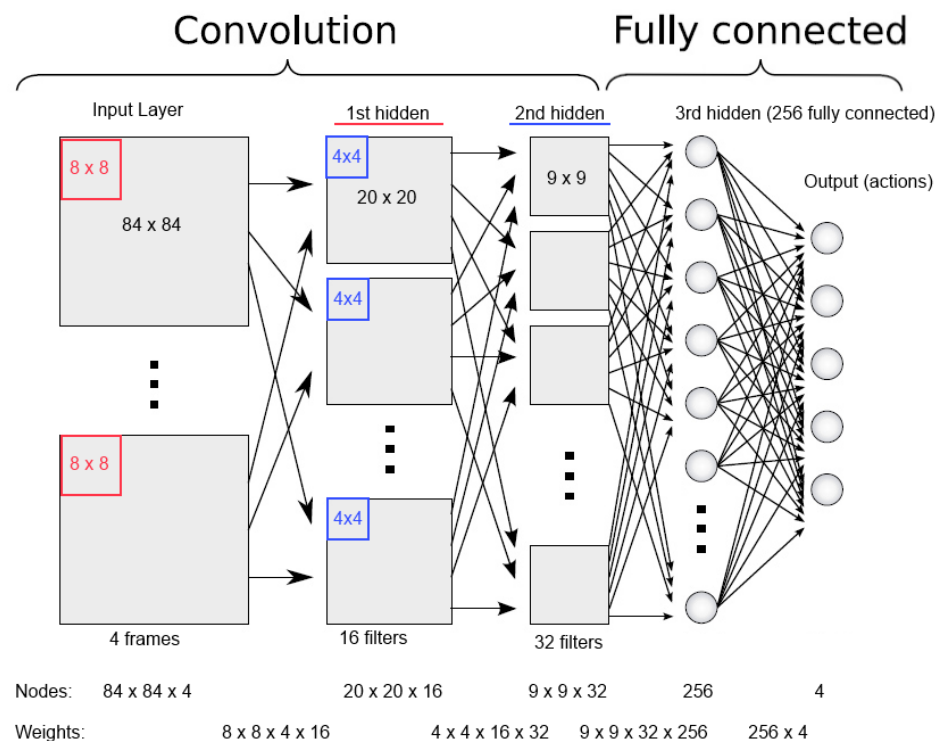 Convolution
Fully connected
Input Layer
1st hidden
2nd hidden
3rd hidden (256 fully connected)
Output (actions)
8 x 8
84 x 84
4x4
20 x 20
9 x 9
4x4
8 x 8
4x4
4 frames
16 filters
32 filters
Nodes: 84 x 84 x 4 20 x 20 x 16 9 x 9 x 32 256 4
Weights: 8 x 8 x 4 x 16 4 x 4 x 16 x 32 9 x 9 x 32 x 256 256 x 4